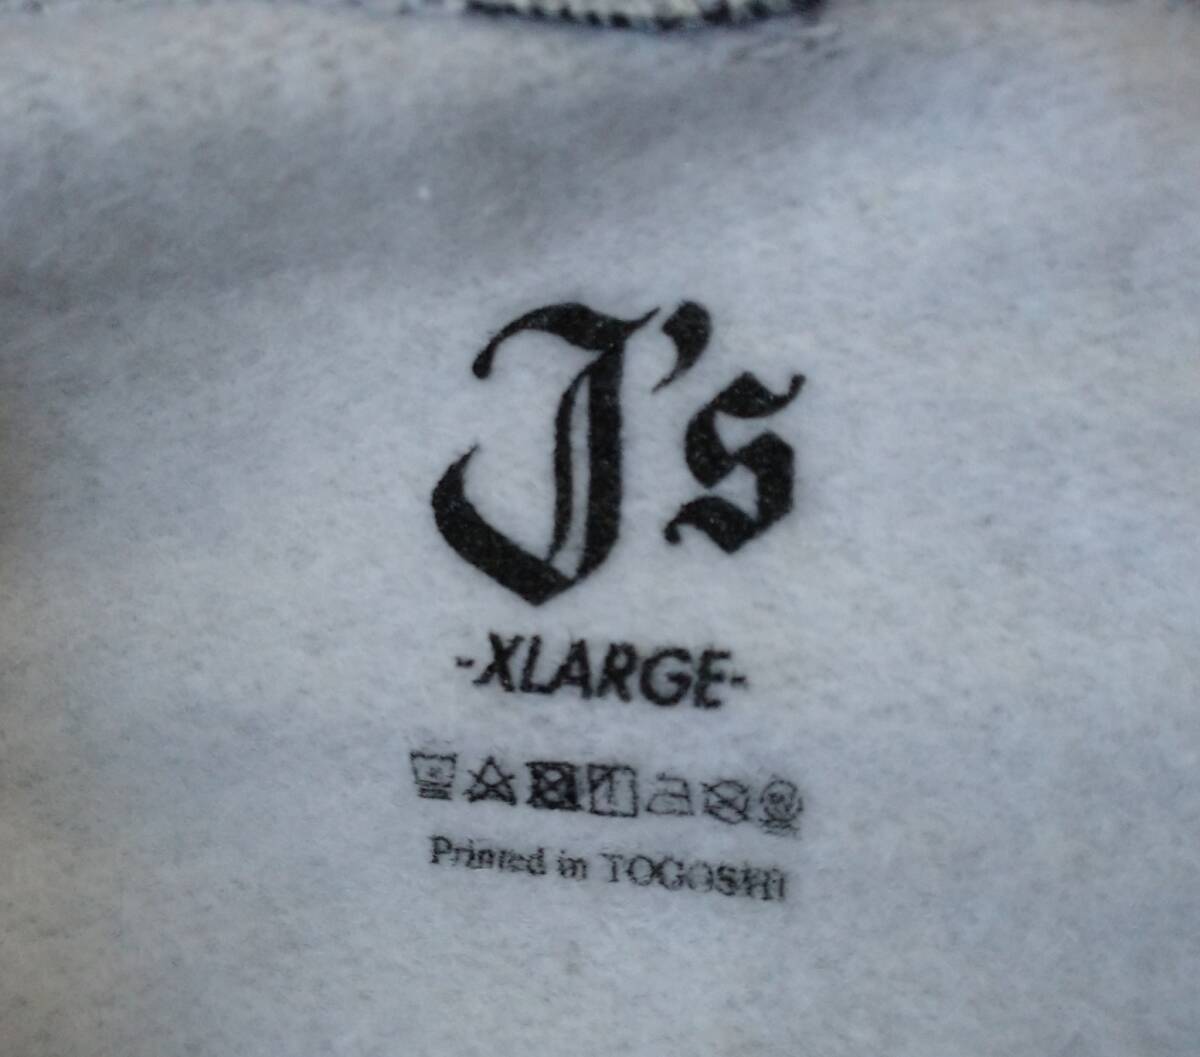 J's
-XLARGE-
Printed in TOGOSHI